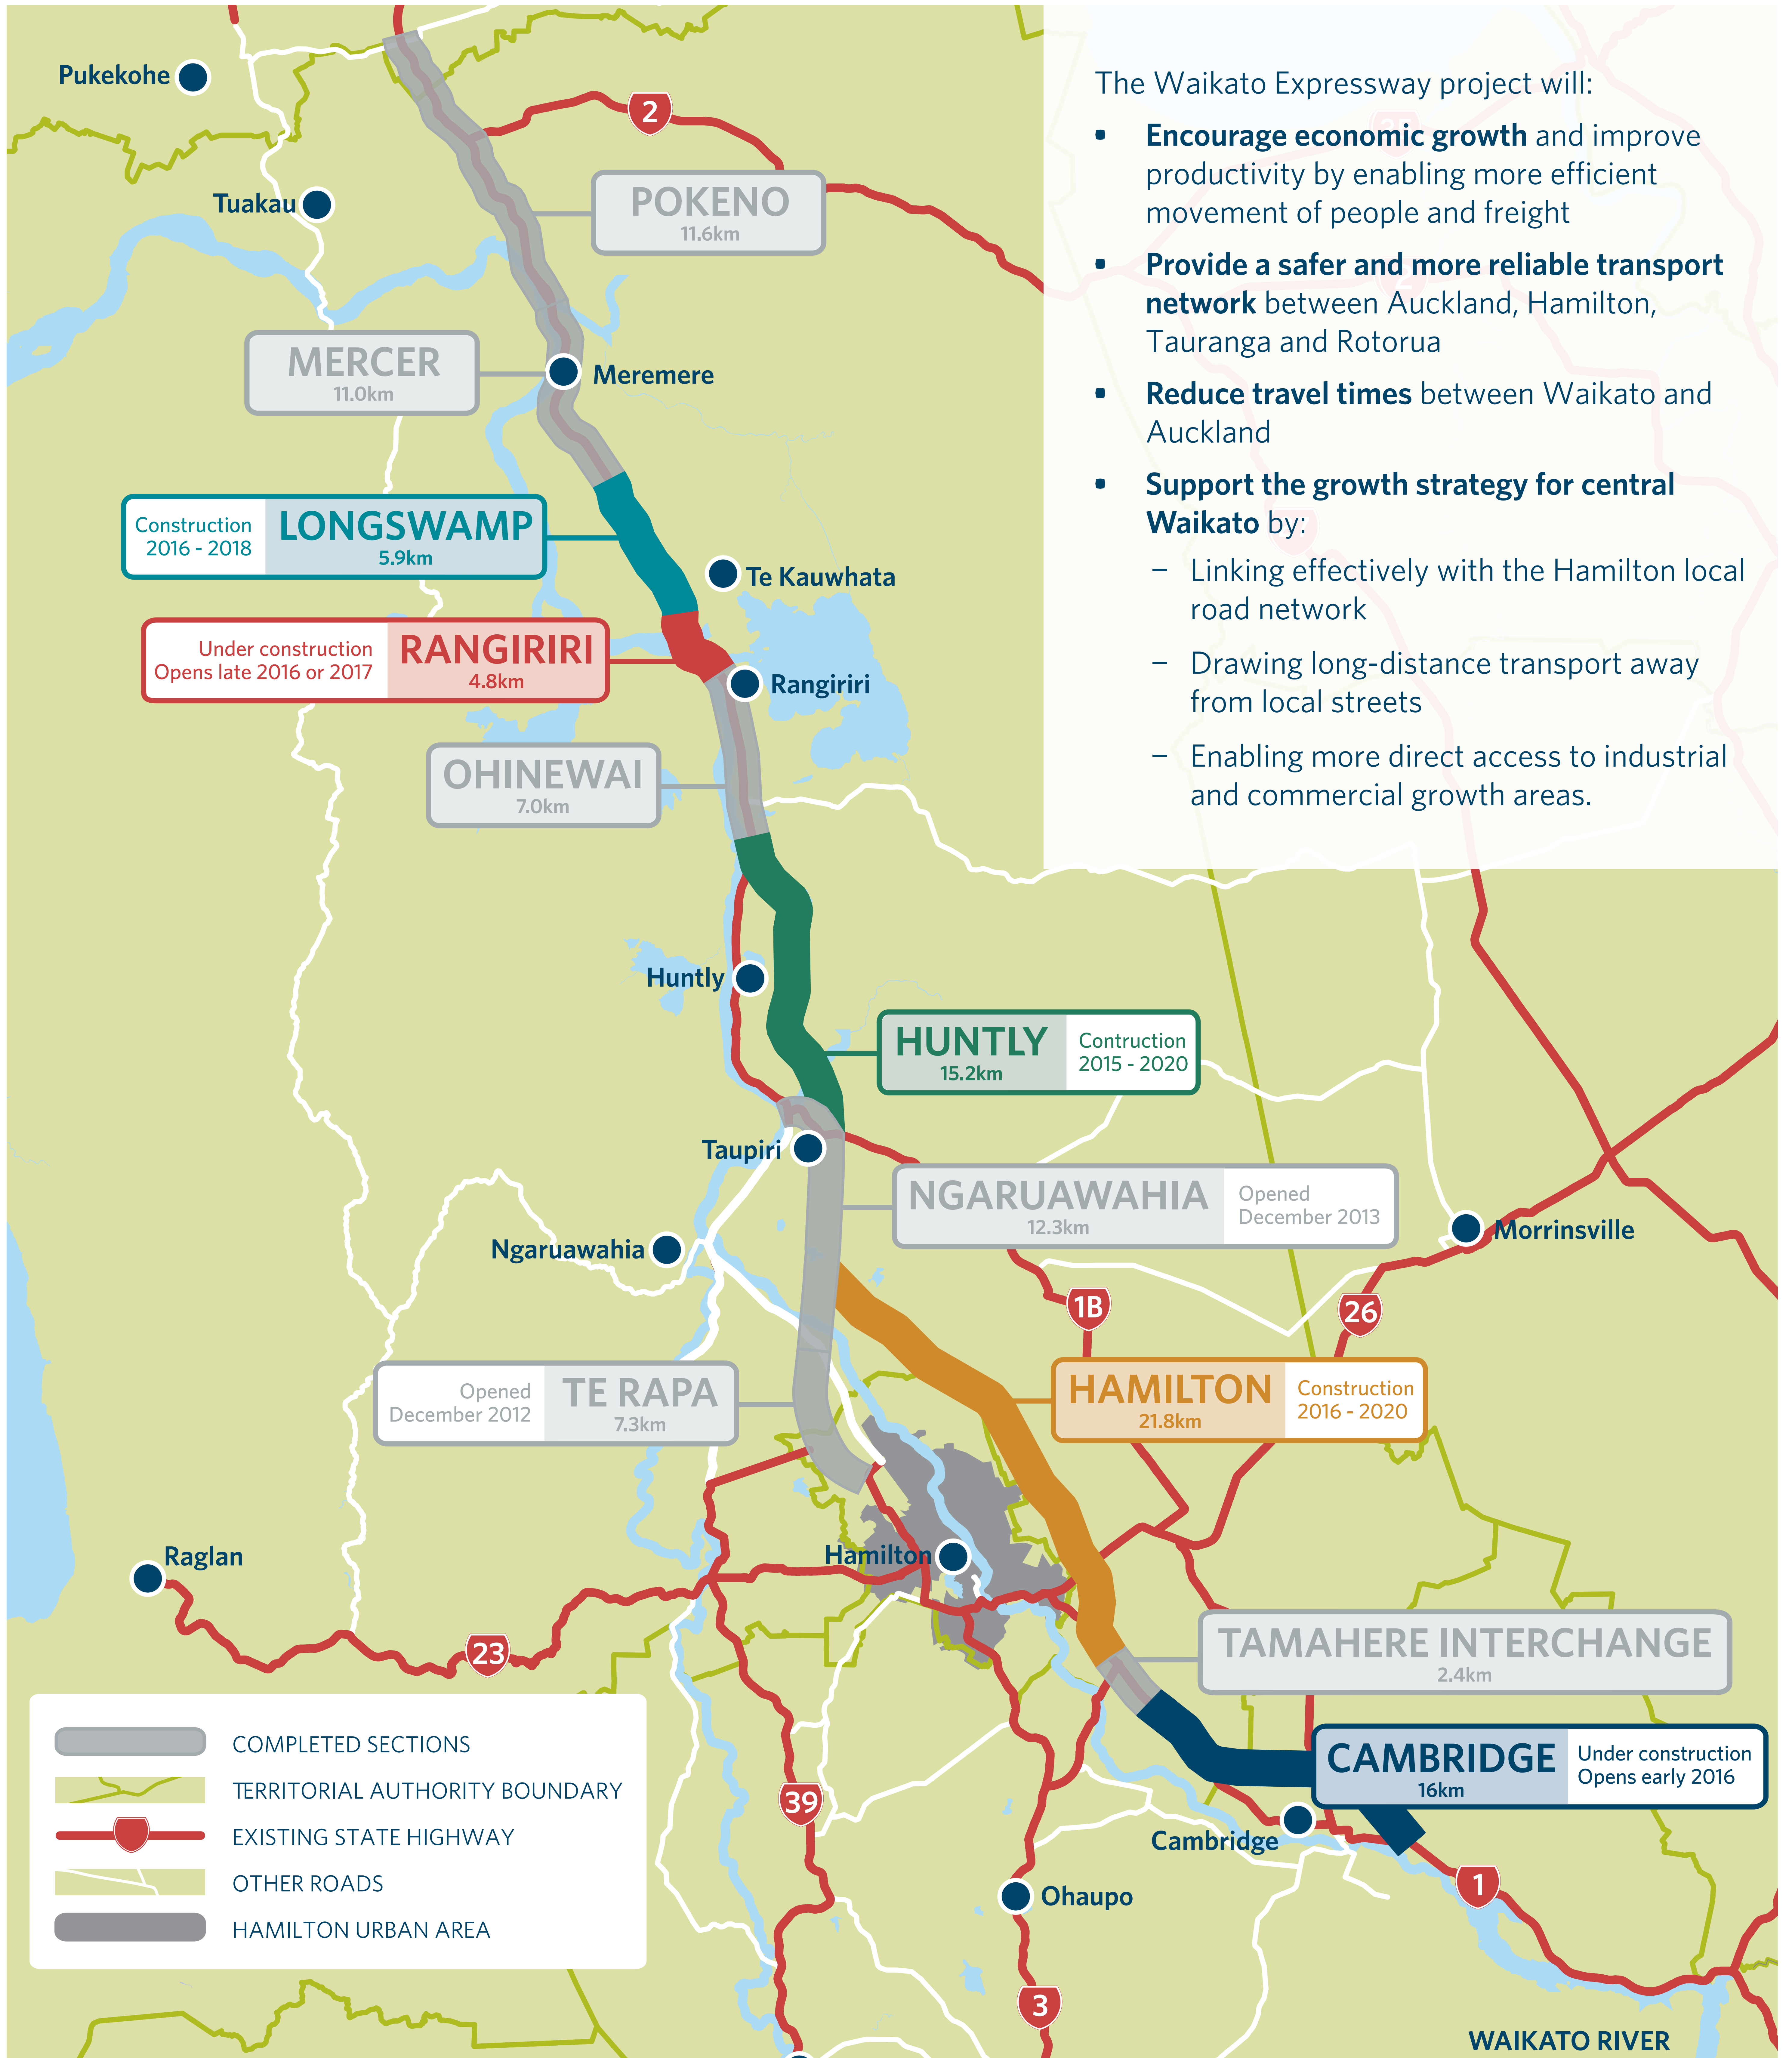 Pukekohe
2
Tuakau
POKENO
11.6km
MERCER
11.0km
Meremere
Construction
2016 - 2018
LONGSWAMP
5.9km
Te Kauwhata
Under construction
Opens late 2016 or 2017
RANGIRIRI
4.8km
Rangiriri
OHINEWAI
7.0km
Huntly
HUNTLY
15.2km
Contruction
2015 - 2020
Taupiri
NGARUAWAHIA
12.3km
Opened
December 2013
Morrinsville
Ngaruawahia
1B
26
Opened
December 2012
TE RAPA
7.3km
HAMILTON
21.8km
Construction
2016 - 2020
Raglan
Hamilton
23
TAMAHERE INTERCHANGE
2.4km
CAMBRIDGE
16km
Under construction
Opens early 2016
39
Cambridge
1
Ohaupo
3
WAIKATO RIVER
The Waikato Expressway project will:
• Encourage economic growth and improve
productivity by enabling more efficient
movement of people and freight
• Provide a safer and more reliable transport
network between Auckland, Hamilton,
Tauranga and Rotorua
• Reduce travel times between Waikato and
Auckland
• Support the growth strategy for central
Waikato by:
– Linking effectively with the Hamilton local
road network
– Drawing long-distance transport away
from local streets
– Enabling more direct access to industrial
and commercial growth areas.
COMPLETED SECTIONS
TERRITORIAL AUTHORITY BOUNDARY
EXISTING STATE HIGHWAY
OTHER ROADS
HAMILTON URBAN AREA